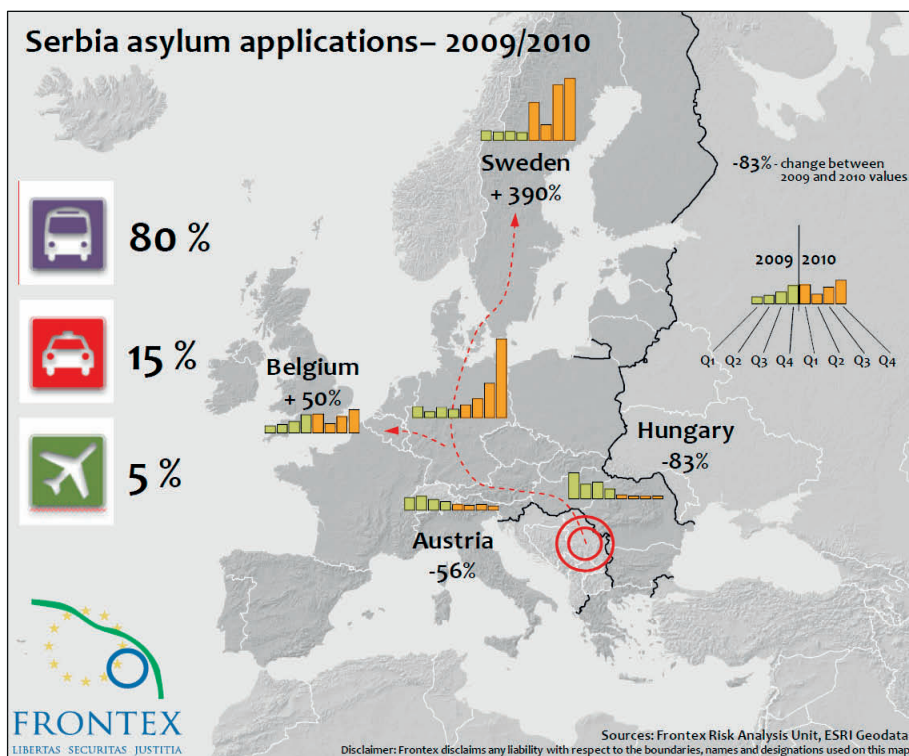 Serbia asylum applications– 2009/2010
Sweden
+ 390%
-83% - change between
2009 and 2010 values
80 %
2009 2010
15 %
Q1 Q2 Q3 Q4 Q1 Q2 Q3 Q4
Belgium
+ 50%
Hungary
-83%
5 %
Austria
-56%
FRONTEX
LIBERTAS SECURITAS JUSTITIA
Sources: Frontex Risk Analysis Unit, ESRI Geodata
Disclaimer: Frontex disclaims any liability with respect to the boundaries, names and designations used on this map